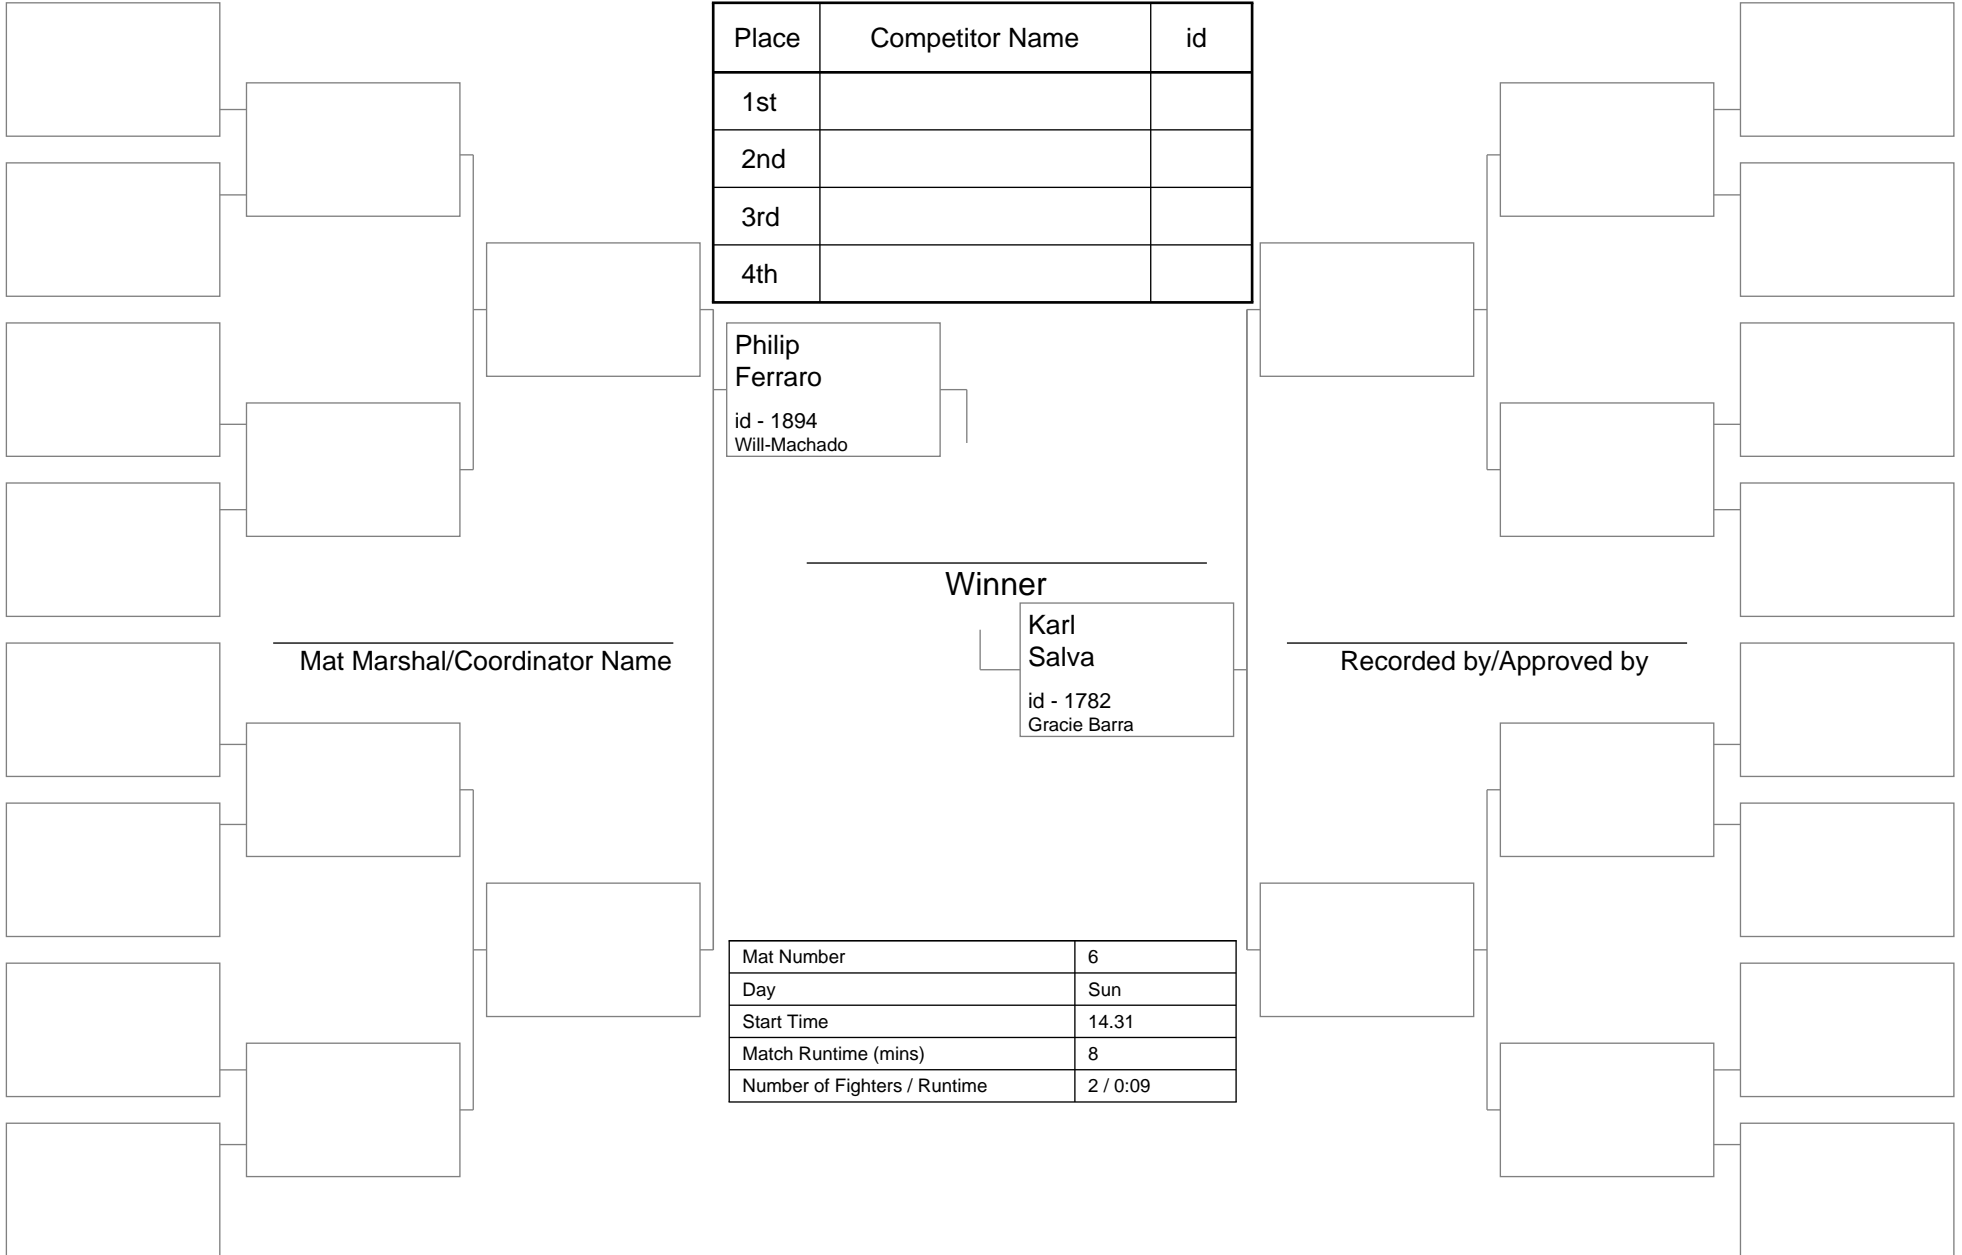 Place Competitor Name id
1st
2nd
3rd
4th
Philip
Ferraro
id - 1894
Will-Machado
Winner
Karl
Salva
id - 1782
Gracie Barra
Mat Marshal/Coordinator Name
Recorded by/Approved by
Mat Number 6
Day Sun
Start Time 14.31
Match Runtime (mins) 8
Number of Fighters / Runtime 2 / 0:09